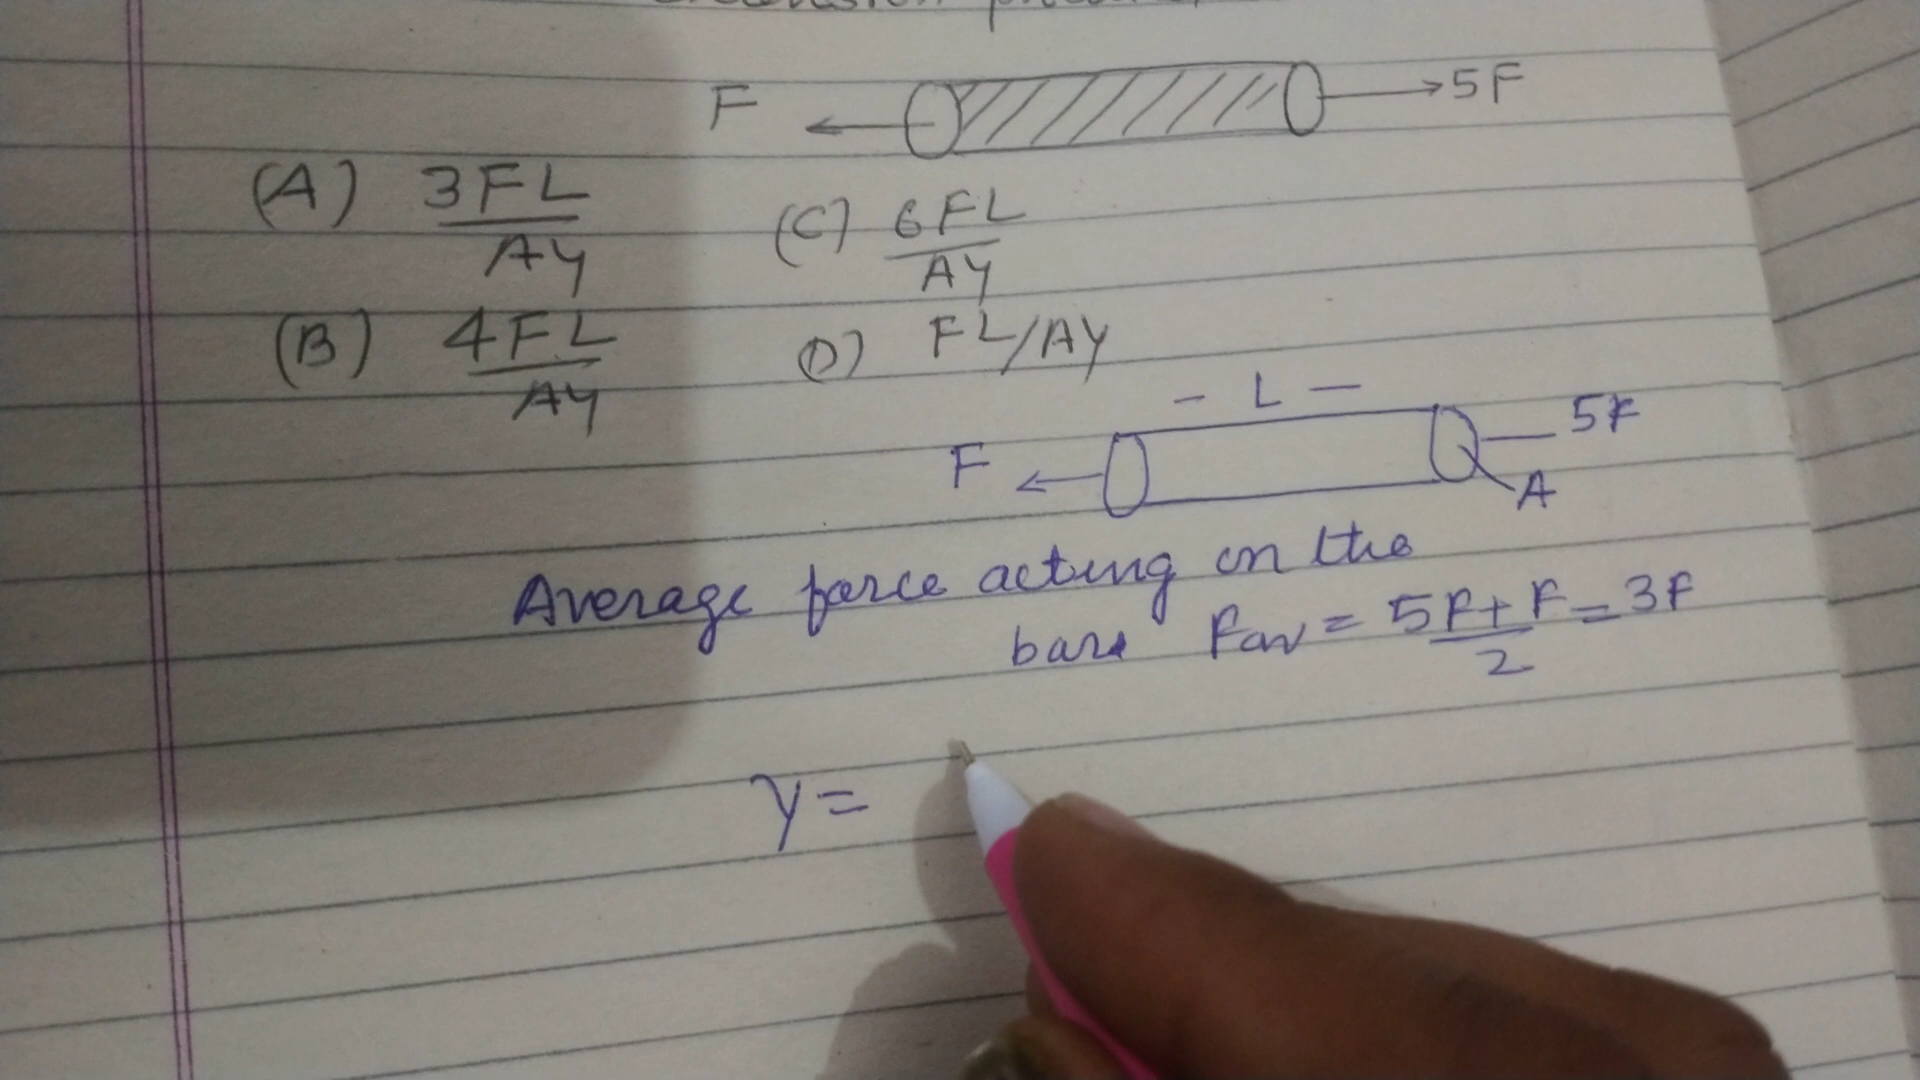 F 5F
(A) 3FL/AY (C) 6FL/AY
(B) 4FL/AY D) FL/AY
- L -
F 5F
A
Average force acting on the
bar Fav = 5F+F/2 = 3F
Y =